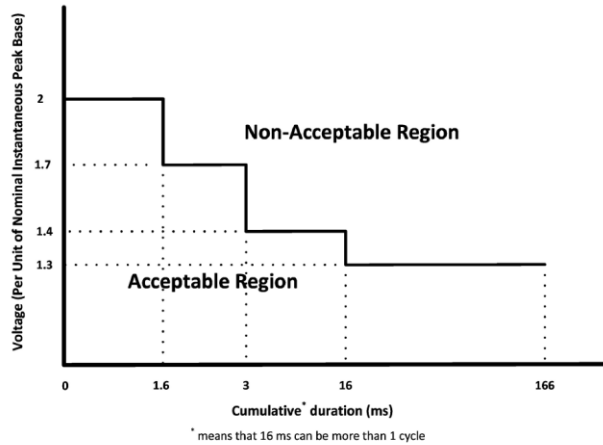 Voltage (Per Unit of Nominal Instantaneous Peak Base)
2
1.7
1.4
1.3
Non-Acceptable Region
Acceptable Region
0 1.6 3 16 166
Cumulative* duration (ms)
* means that 16 ms can be more than 1 cycle